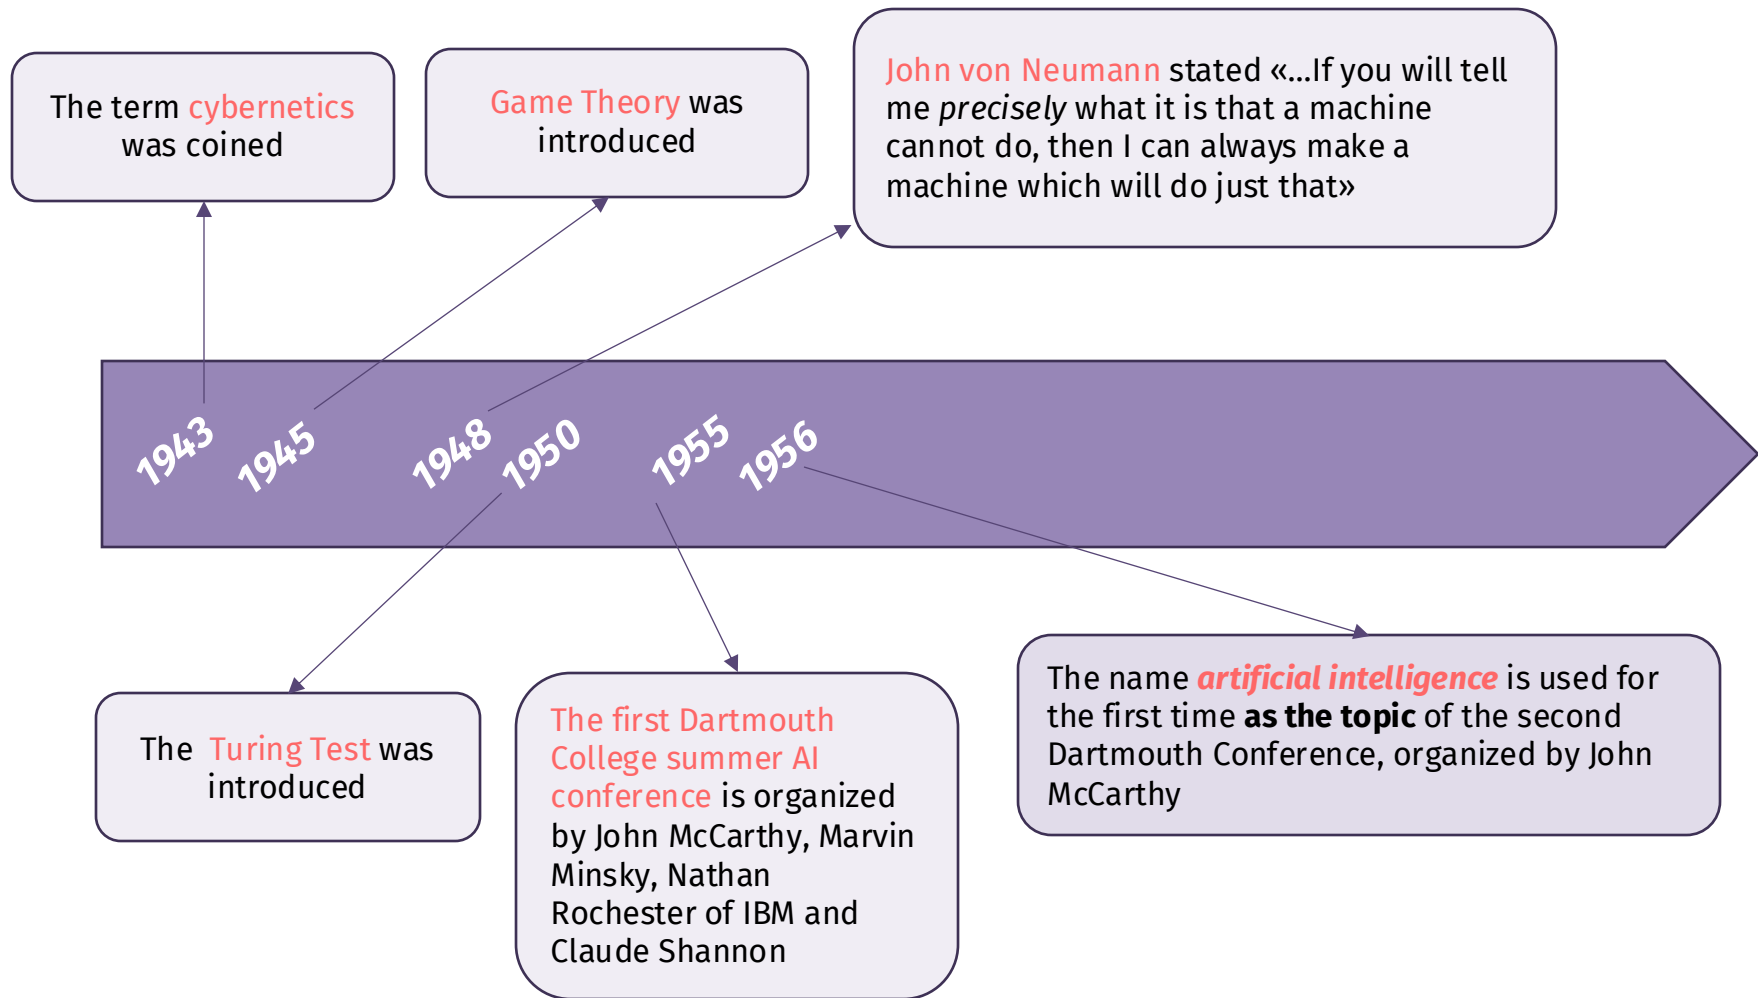 The term cybernetics
was coined
Game Theory was
introduced
John von Neumann stated «...If you will tell
me precisely what it is that a machine
cannot do, then I can always make a
machine which will do just that»
1943
1945
1948
1950
1955
1956
The Turing Test was
introduced
The first Dartmouth
College summer AI
conference is organized
by John McCarthy, Marvin
Minsky, Nathan
Rochester of IBM and
Claude Shannon
The name artificial intelligence is used for
the first time as the topic of the second
Dartmouth Conference, organized by John
McCarthy